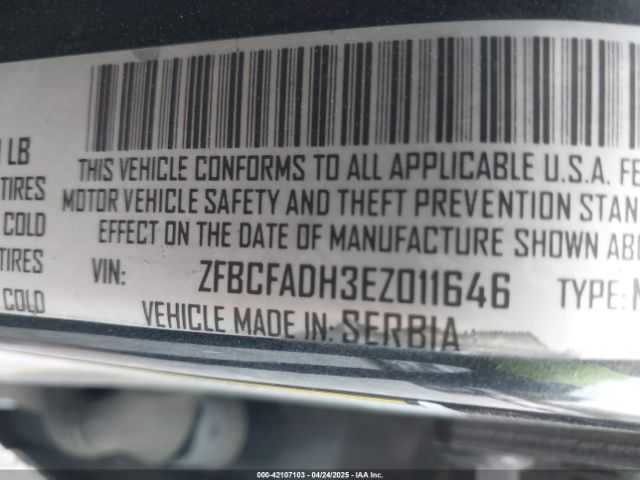 LB
THIS VEHICLE CONFORMS TO ALL APPLICABLE U.S.A.
TIRES
MOTOR VEHICLE SAFETY AND THEFT PREVENTION
COLD
EFFECT ON THE DATE OF MANUFACTURE SHOWN
TIRES
VIN: ZFBCFADH3EZ011646 TYPE:
COLD
VEHICLE MADE IN: SERBIA
000-42107103 - 04/24/2025 - IAA Inc.